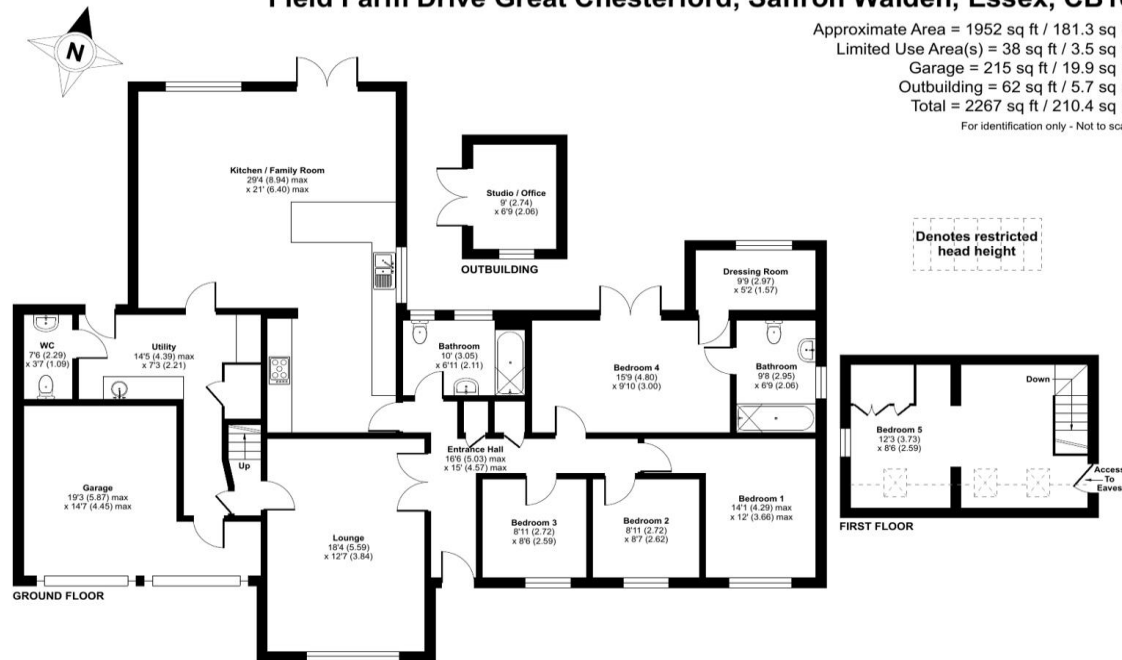 Field Farm Drive Great Chesterford, Saffron Walden, Essex,
Approximate Area = 1952 sq ft / 181.3 sq
Limited Use Area(s) = 38 sq ft / 3.5 sq
Garage = 215 sq ft / 19.9 sq
Outbuilding = 62 sq ft / 5.7 sq
Total = 2267 sq ft / 210.4 sq
For identification only - Not to
N
Kitchen / Family Room
29'4 (8.94) max
x 21' (6.40) max
Studio / Office
9' (2.74)
x 6'9 (2.06)
OUTBUILDING
Denotes restricted
head height
Dressing Room
9'9 (2.97)
x 5'2 (1.57)
WC
7'6 (2.29)
x 3'7 (1.09)
Utility
14'5 (4.39) max
x 7'3 (2.21)
Bathroom
10' (3.05)
x 6'11 (2.11)
Bedroom 4
15'9 (4.80)
x 9'10 (3.00)
Bathroom
9'8 (2.95)
x 6'9 (2.06)
Down
Bedroom 5
12'3 (3.73)
x 8'6 (2.59)
Access
To
Eaves
FIRST FLOOR
Up
Entrance Hall
16'6 (5.03) max
x 15' (4.57) max
Garage
19'3 (5.87) max
x 14'7 (4.45) max
Lounge
18'4 (5.59)
x 12'7 (3.84)
Bedroom 3
8'11 (2.72)
x 8'6 (2.59)
Bedroom 2
8'11 (2.72)
x 8'7 (2.62)
Bedroom 1
14'1 (4.29) max
x 12' (3.66) max
GROUND FLOOR